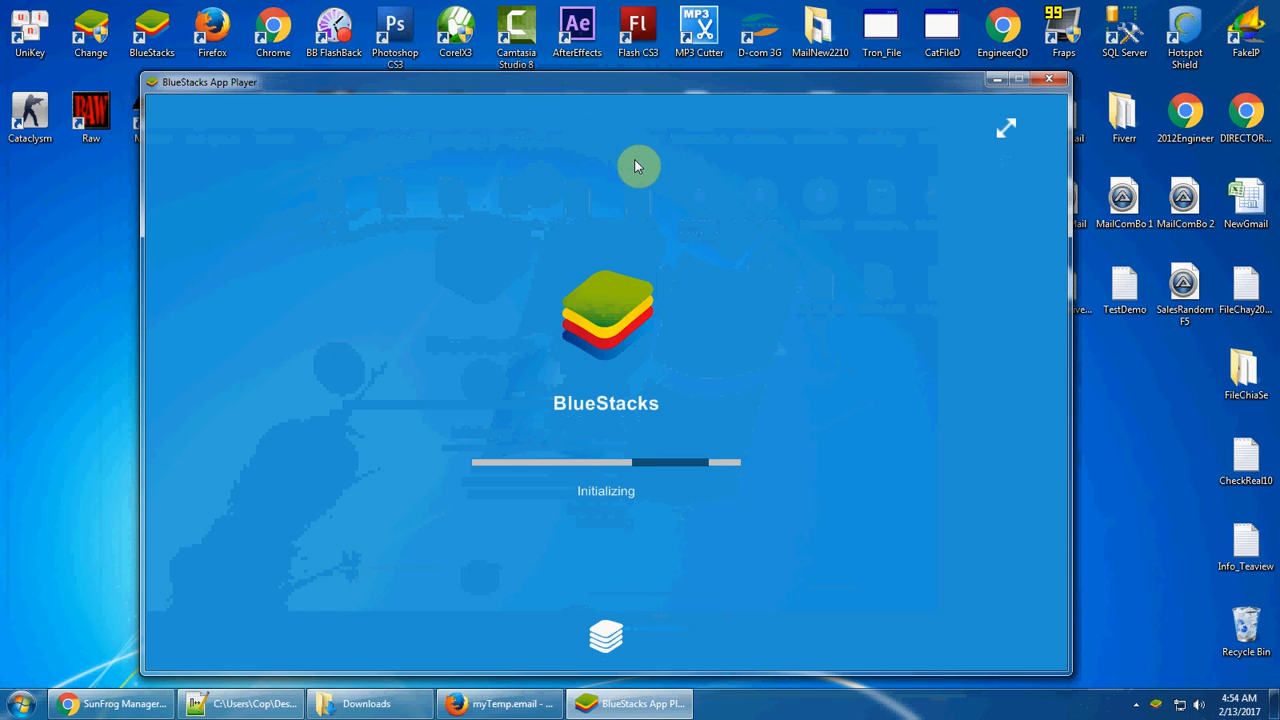 UniKey
Change
BlueStacks
Firefox
Chrome
BB FlashBack
Photoshop
CS3
CorelX3
Camtasia
Studio 8
AfterEffects
Flash CS3
MP3 Cutter
D-com 3G
MailNew2210
Tron_File
CatFileD
EngineerQD
99
Fraps
SQL Server
Hotspot
Shield
FakeIP
BlueStacks App Player
Cataclysm
RAW
Raw
Fiverr
2012Engineer
DIRECTOR...
MailComBo 1
MailComBo 2
NewGmail
TestDemo
SalesRandom
F5
FileChay20...
FileChiaSe
BlueStacks
Initializing
CheckReal10
Info_Teaview
Recycle Bin
SunFrog Manager...
C:\Users\Cop\Des...
Downloads
myTemp.email - ...
BlueStacks App Pl...
4:54 AM
2/13/2017